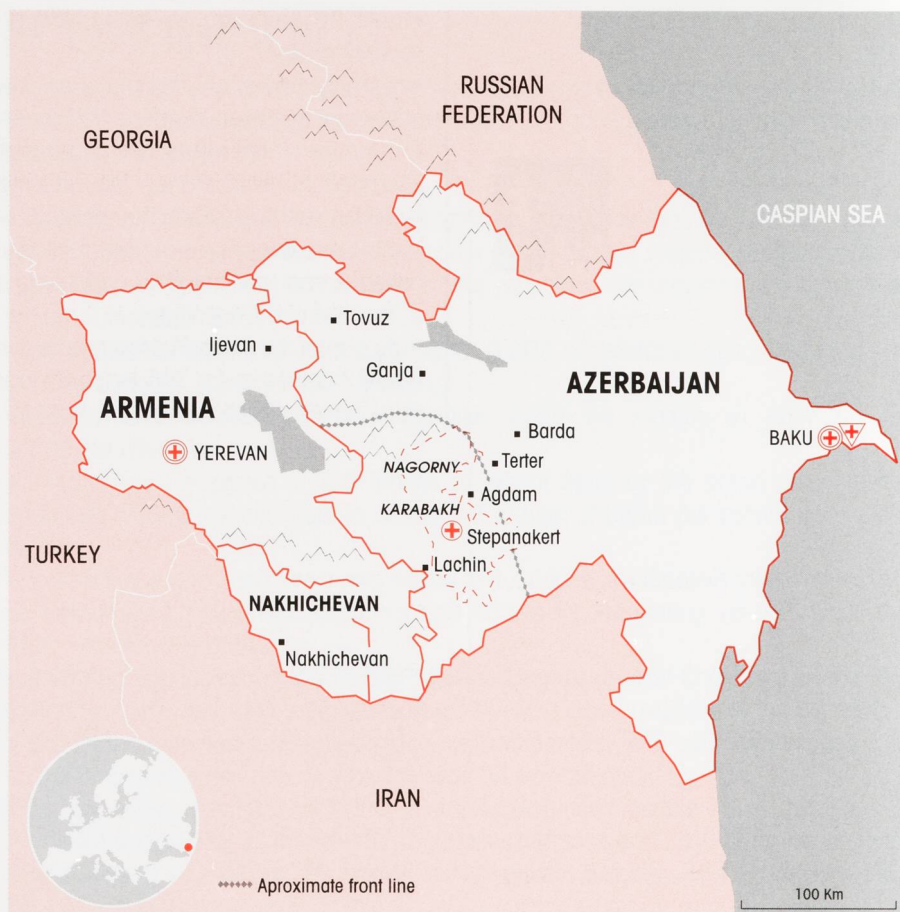 RUSSIAN
FEDERATION
GEORGIA
CASPIAN SEA
Tovuz
Ijevan
Ganja
AZERBAIJAN
ARMENIA
Barda
BAKU
YEREVAN
Terter
NAGORNY
Agdam
KARABAKH
Stepanakert
TURKEY
Lachin
NAKHICHEVAN
Nakhichevan
IRAN
Aproximate front line
100 Km